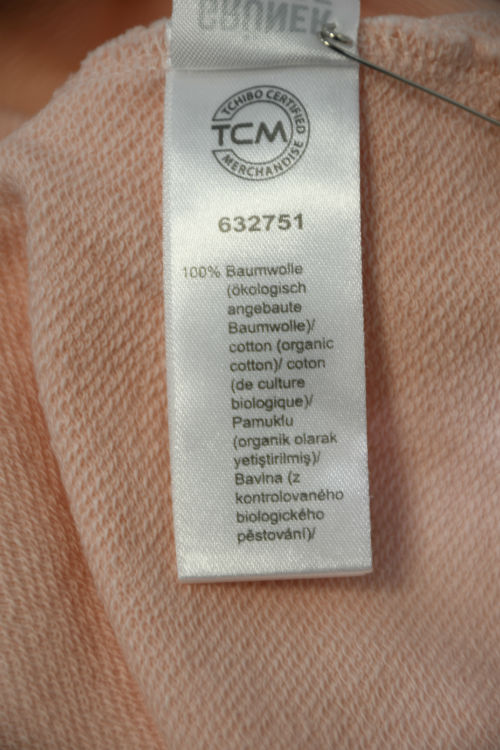 GRÜNER
TCHIBO CERTIFIED
TCM
MERCHANDISE
632751
100% Baumwolle
(ökologisch
angebaute
Baumwolle)/
cotton (organic
cotton)/ coton
(de culture
biologique)/
Pamuklu
(organik olarak
yetiştirilmiş)/
Bavlna (z
kontrolovaného
biologického
pěstování)/